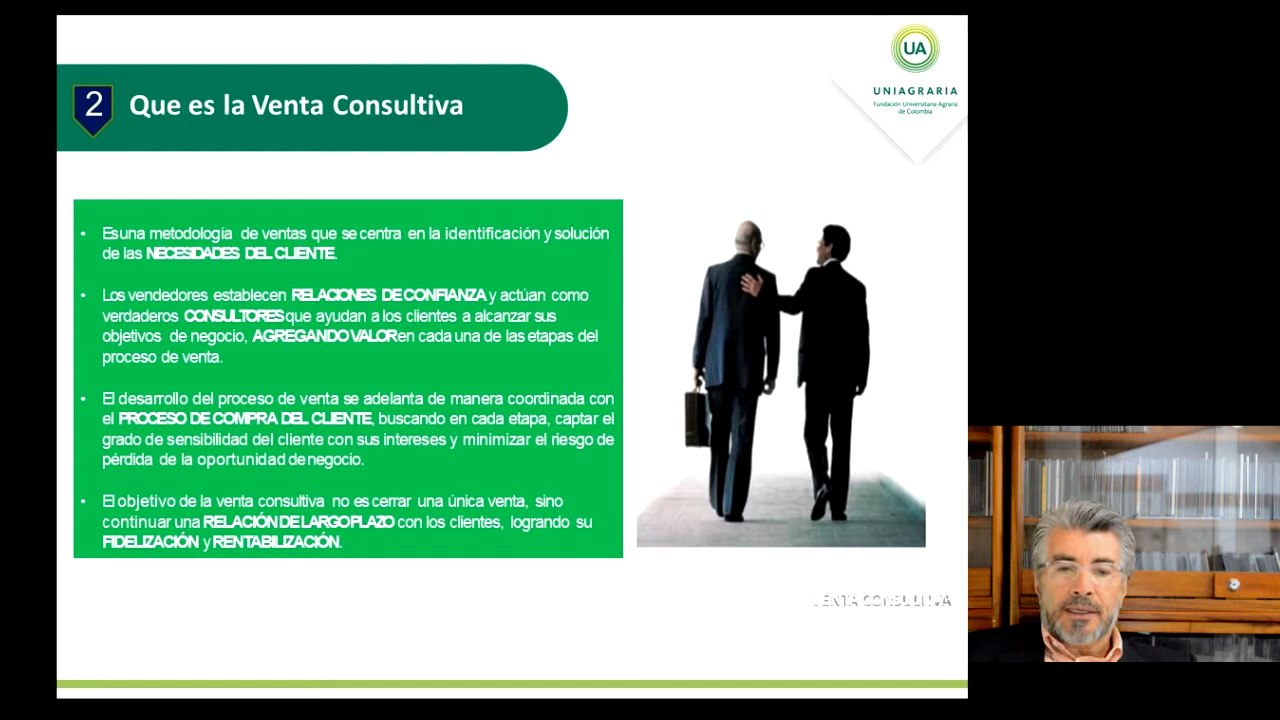 UA
UNIAGRARIA
Fundación Universitaria Agraria
de Colombia
2
Que es la Venta Consultiva
• Es una metodología de ventas que se centra en la identificación y solución
de las NECESIDADES DEL CLIENTE.
• Los vendedores establecen RELACIONES DE CONFIANZA y actúan como
verdaderos CONSULTORES que ayudan a los clientes a alcanzar sus
objetivos de negocio, AGREGANDO VALOR en cada una de las etapas del
proceso de venta.
• El desarrollo del proceso de venta se adelanta de manera coordinada con
el PROCESO DE COMPRA DEL CLIENTE, buscando en cada etapa, captar el
grado de sensibilidad del cliente con sus intereses y minimizar el riesgo de
pérdida de la oportunidad de negocio.
• El objetivo de la venta consultiva no es cerrar una única venta, sino
continuar una RELACIÓN DE LARGO PLAZO con los clientes, logrando su
FIDELIZACIÓN y RENTABILIZACIÓN.
VENTA CONSULTIVA